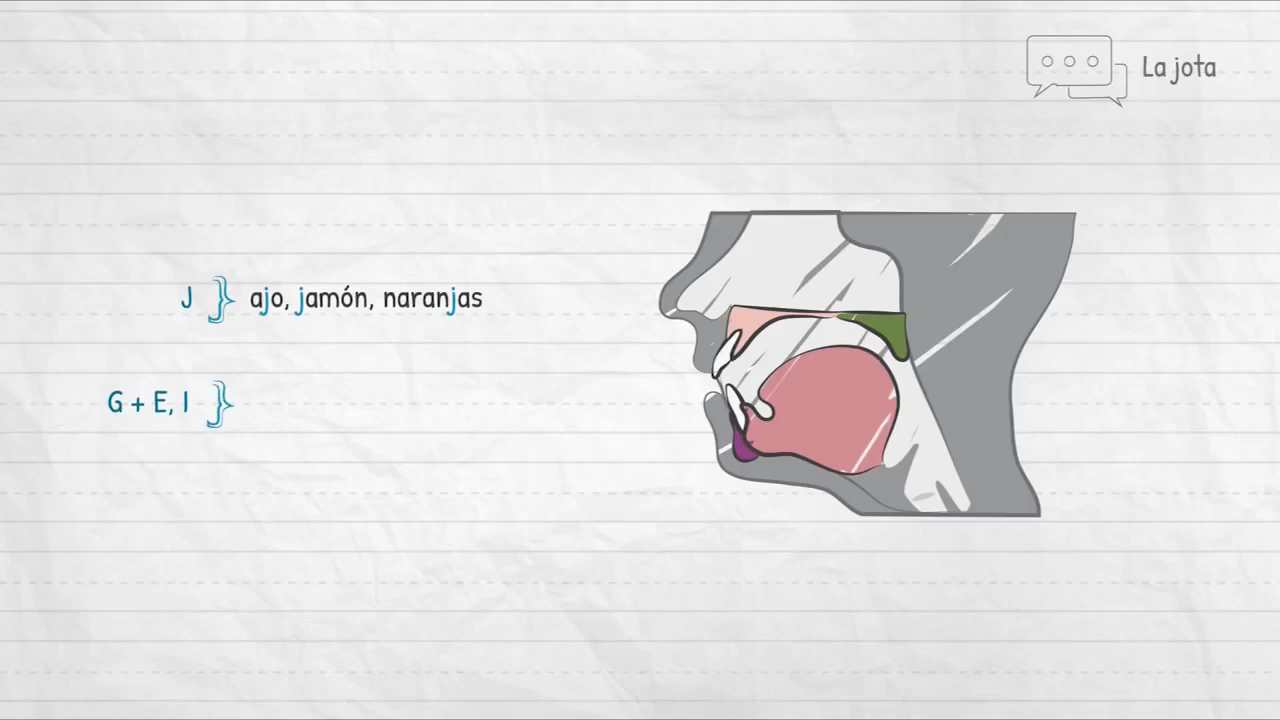 La jota
J } ajo, jamón, naranjas
G + E, I }